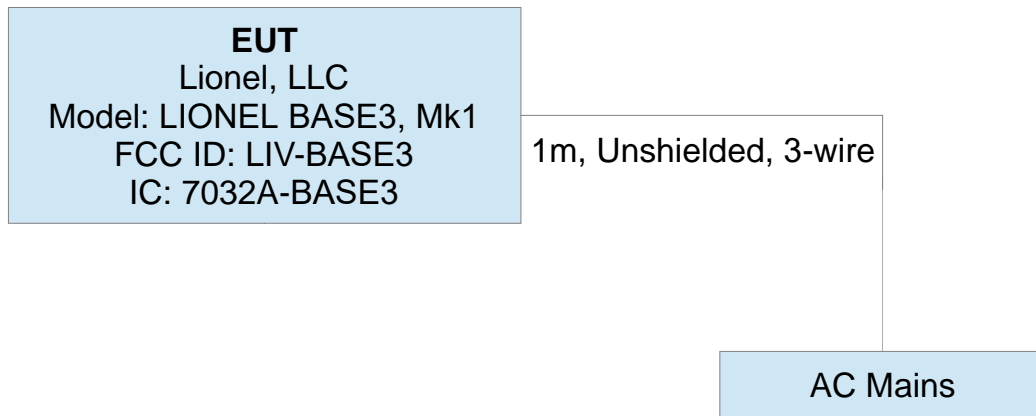 EUT
Lionel, LLC
Model: LIONEL BASE3, Mk1
FCC ID: LIV-BASE3
IC: 7032A-BASE3
1m, Unshielded, 3-wire
AC Mains